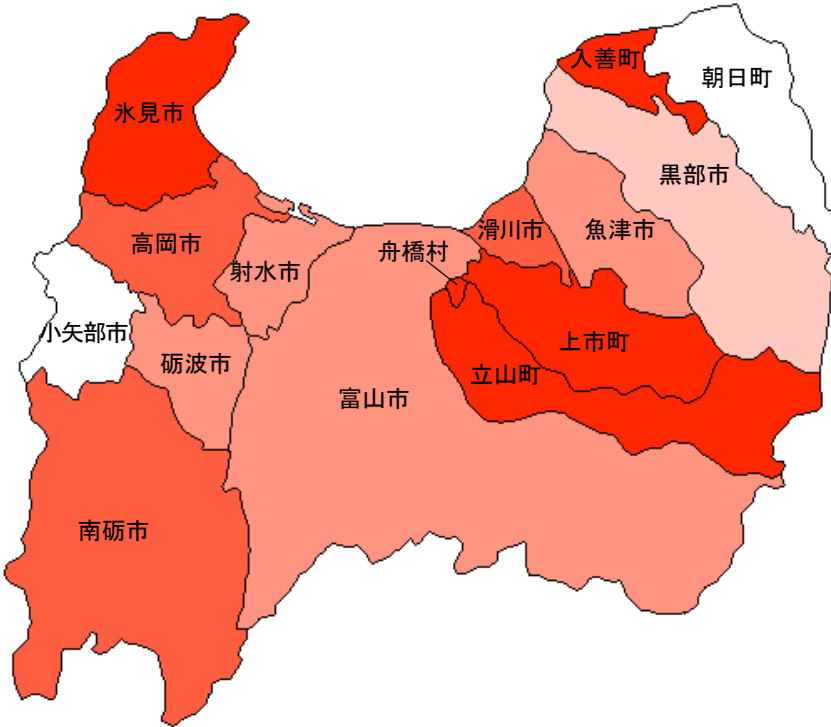 入善町
朝日町
氷見市
黒部市
高岡市
滑川市
魚津市
舟橋村
射水市
小矢部市
上市町
砺波市
立山町
富山市
南砺市